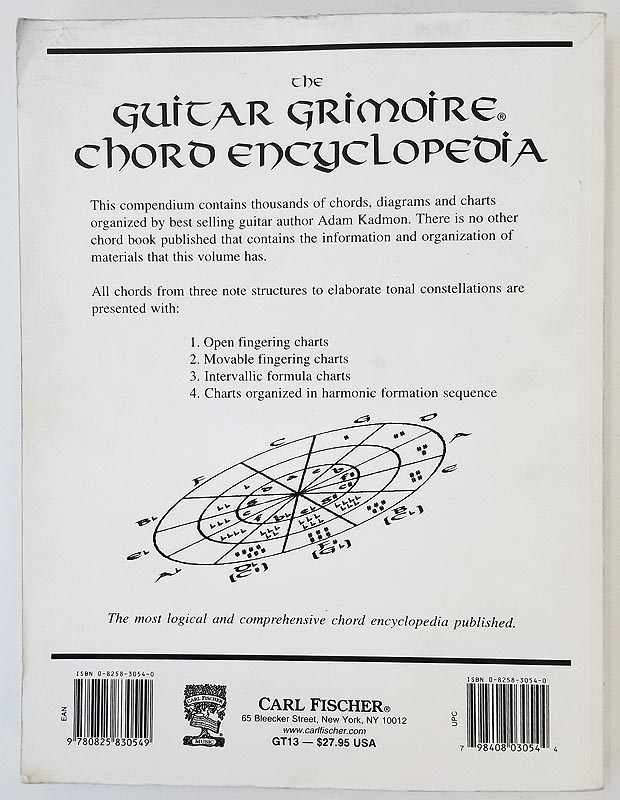 the
Guitar Grimoire®
Chord Encyclopedia
This compendium contains thousands of chords, diagrams and charts
organized by best selling guitar author Adam Kadmon. There is no other
chord book published that contains the information and organization of
materials that this volume has.
All chords from three note structures to elaborate tonal constellations are
presented with:
1. Open fingering charts
2. Movable fingering charts
3. Intervallic formula charts
4. Charts organized in harmonic formation sequence
C G D
F A
B♭ E
E♭ B
(C♭)
A♭ D♭ F♯
(C♯) (G♭)
The most logical and comprehensive chord encyclopedia published.
ISBN 0-8258-3054-0
EAN
9 780825 830549
CARL FISCHER
MUSIC
CARL FISCHER®
65 Bleecker Street, New York, NY 10012
www.carlfischer.com
GT13 — $27.95 USA
ISBN 0-8258-3054-0
UPC
7 98408 03054 4